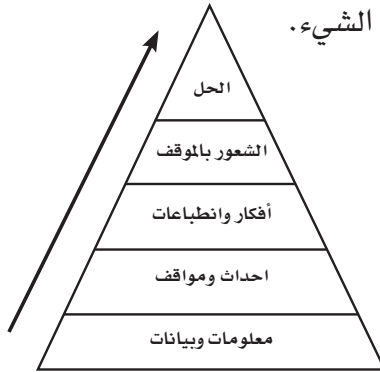 الشيء.
الحل
الشعور بالموقف
أفكار وانطباعات
احداث ومواقف
معلومات وبيانات